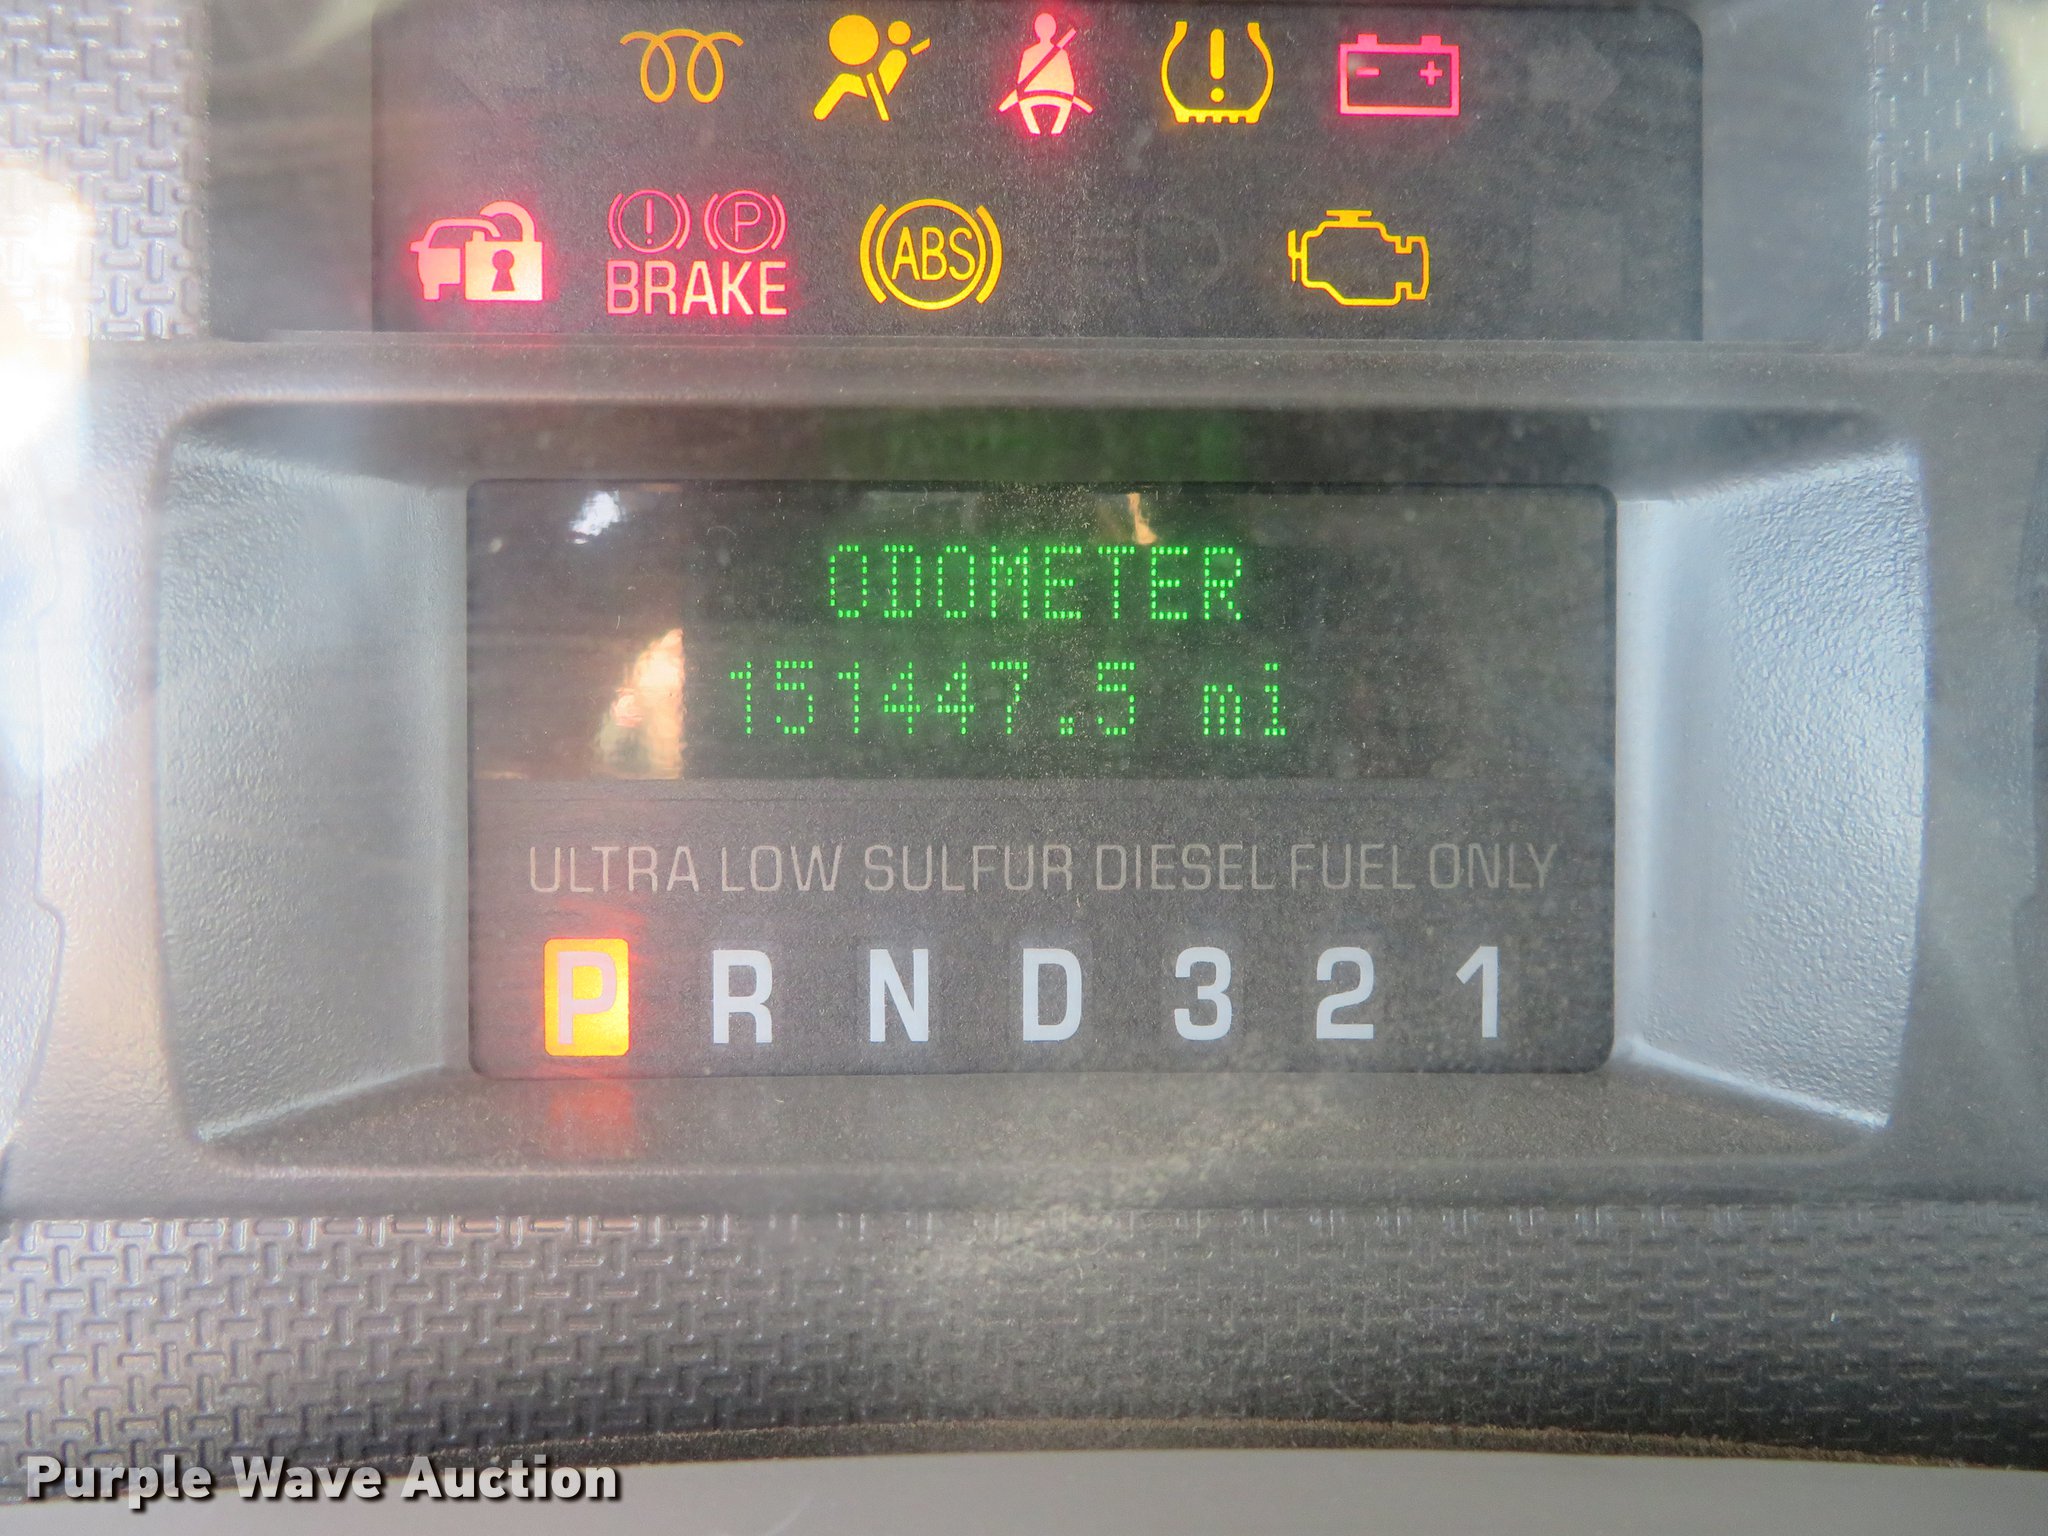 BRAKE ABS
ODOMETER
151447.5 mi
ULTRA LOW SULFUR DIESEL FUEL ONLY
P R N D 3 2 1
Purple Wave Auction